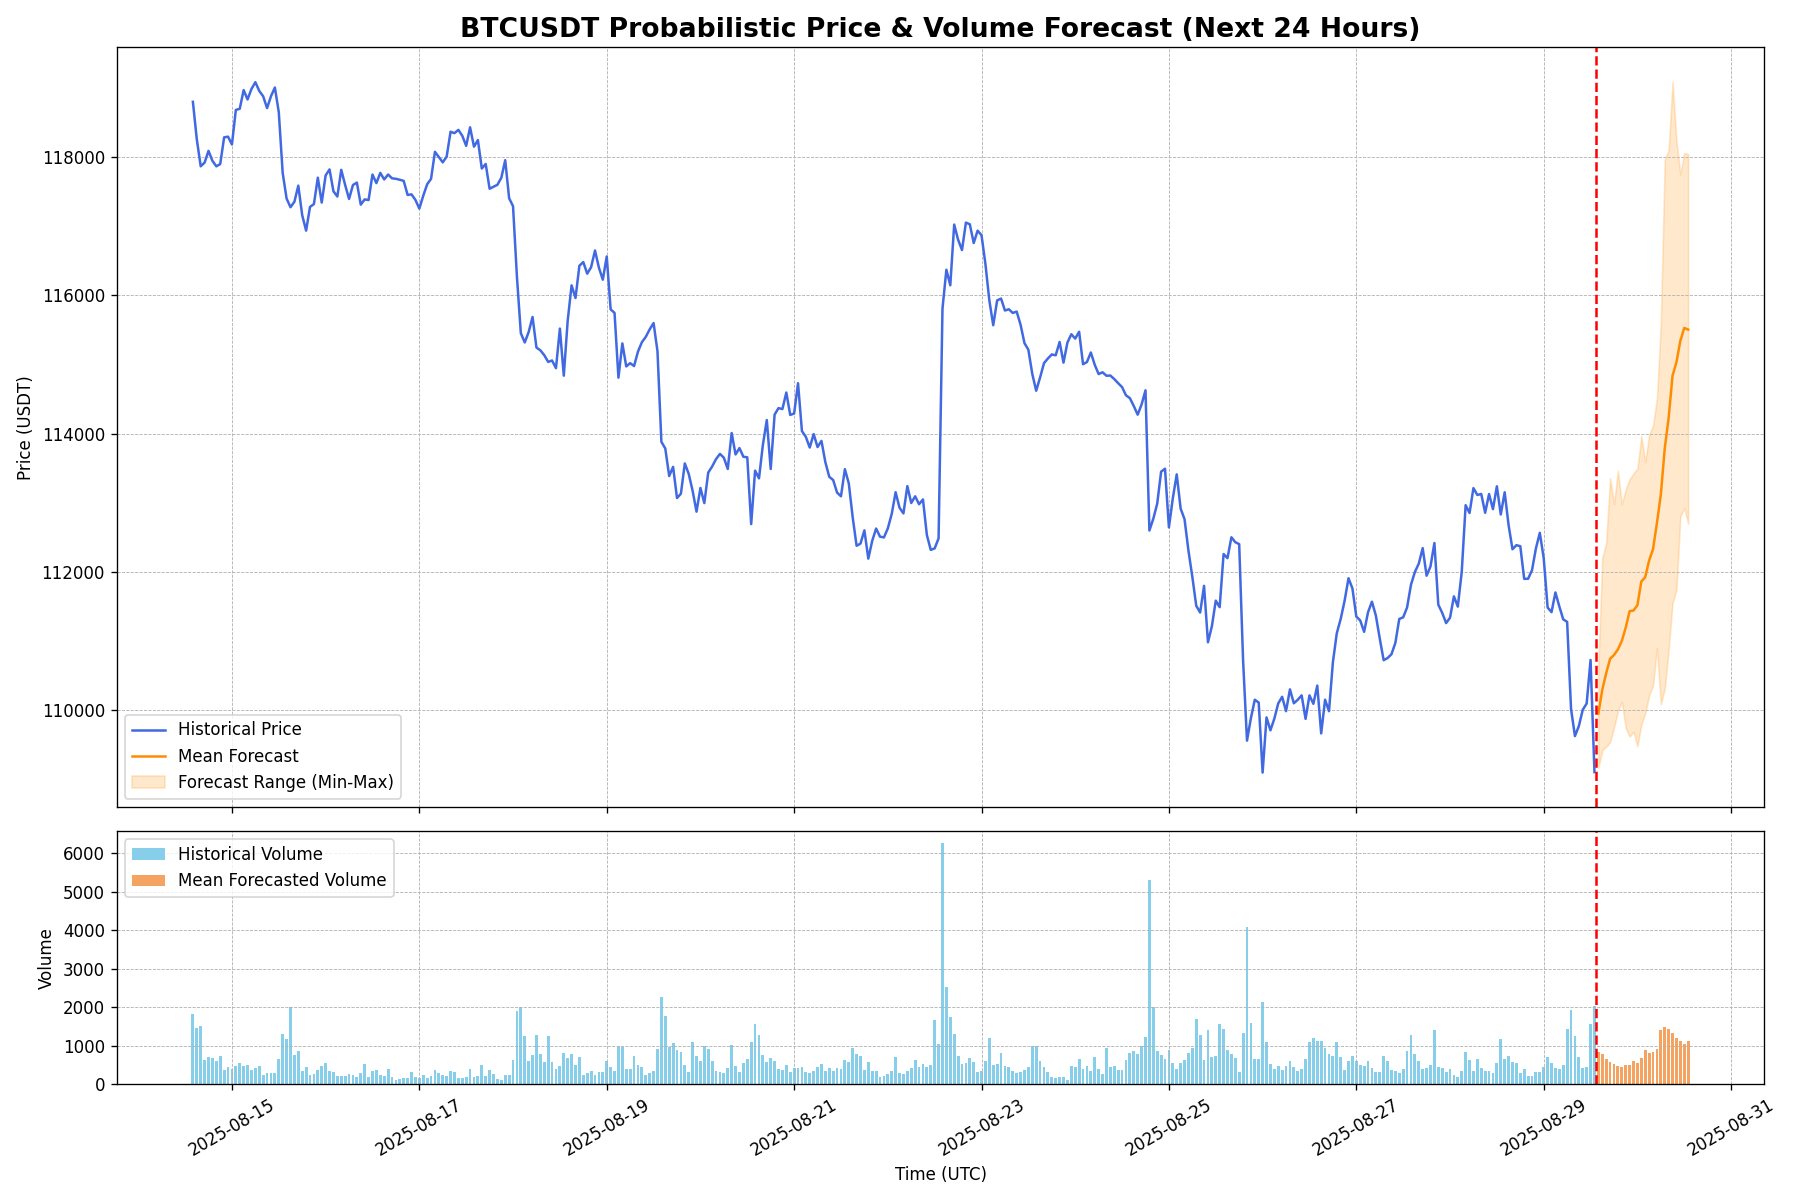 BTCUSDT Probabilistic Price & Volume Forecast (Next 24 Hours)
Price (USDT)
118000
116000
114000
112000
110000
Historical Price
Mean Forecast
Forecast Range (Min-Max)
Volume
6000
5000
4000
3000
2000
1000
0
Historical Volume
Mean Forecasted Volume
2025-08-15
2025-08-17
2025-08-19
2025-08-21
2025-08-23
2025-08-25
2025-08-27
2025-08-29
2025-08-31
Time (UTC)